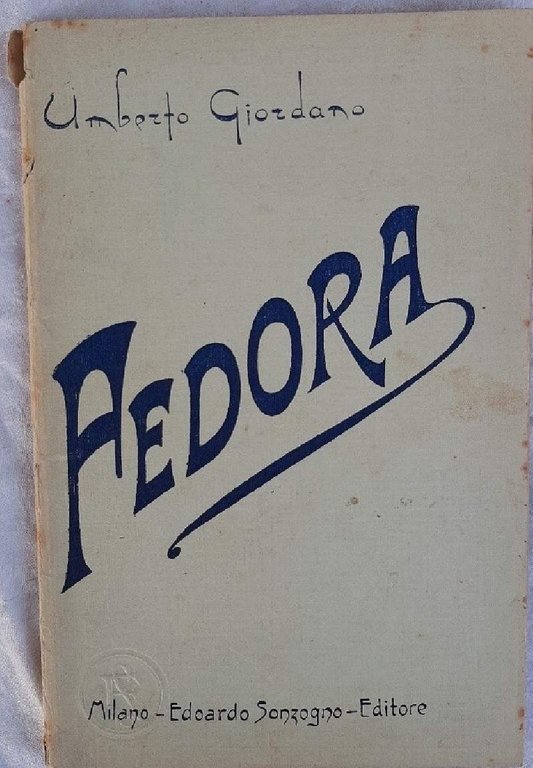 Umberto Giordano
FEDORA
Milano - Edoardo Sonzogno - Editore